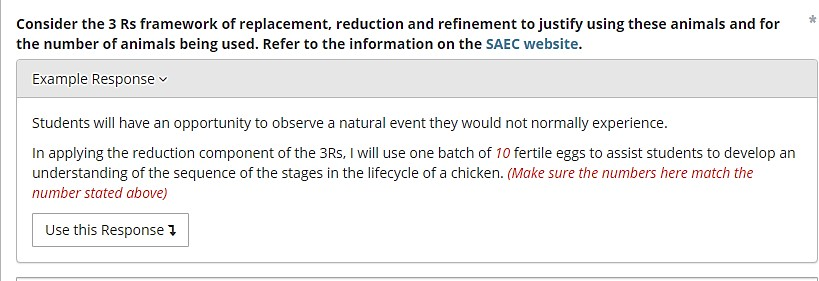 Consider the 3 Rs framework of replacement, reduction and refinement to justify using these animals and for *
the number of animals being used. Refer to the information on the SAEC website.
Example Response
Students will have an opportunity to observe a natural event they would not normally experience.
In applying the reduction component of the 3Rs, I will use one batch of 10 fertile eggs to assist students to develop an
understanding of the sequence of the stages in the lifecycle of a chicken. (Make sure the numbers here match the
number stated above)
Use this Response